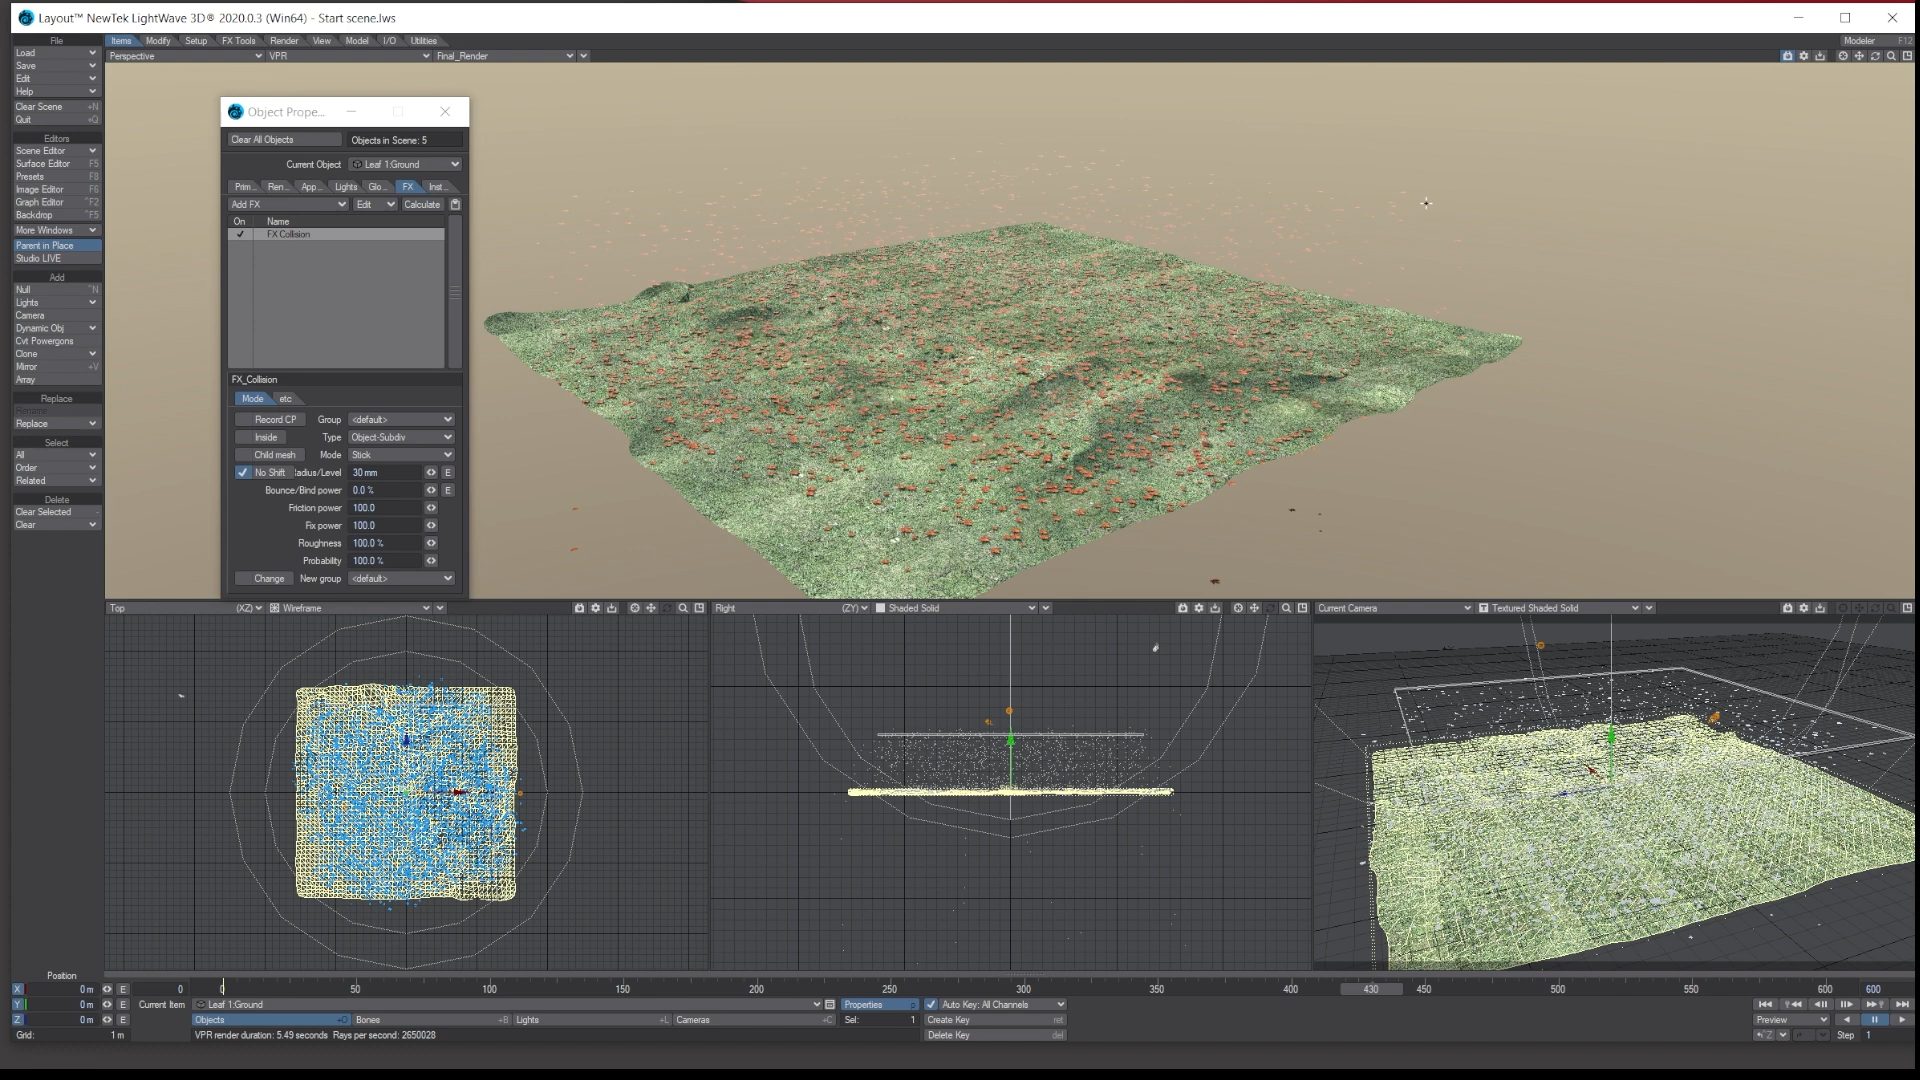 Layout™ NewTek LightWave 3D® 2020.0.3 (Win64) - Start scene.lws
File
Items Modify Setup FX Tools Render View Model I/O Utilities
Modeler F12
Load
Save
Edit
Help
Clear Scene +N
Quit +Q
Perspective VPR Final_Render
Editors
Scene Editor
Surface Editor F5
Presets F8
Image Editor F6
Graph Editor ^F2
Backdrop ^F5
More Windows
Parent in Place
Studio LIVE
Add
Null ^N
Lights
Camera
Dynamic Obj
Cvt Powergons
Clone
Mirror +V
Array
Replace
Rename
Replace
Select
All
Order
Related
Delete
Clear Selected -
Clear
Object Prope...
Clear All Objects Objects in Scene: 5
Current Object Leaf 1:Ground
Prim... Ren... App... Lights Glo... FX Inst...
Add FX Edit Calculate
On Name
FX Collision
FX_Collision
Mode etc
Record CP Group <default>
Inside Type Object-Subdiv
Child mesh Mode Stick
No Shift adius/Level 30 mm E
Bounce/Bind power 0.0 % E
Friction power 100.0
Fix power 100.0
Roughness 100.0 %
Probability 100.0 %
Change New group <default>
Top (XZ) Wireframe
Right (ZY) Shaded Solid
Current Camera Textured Shaded Solid
Position
X 0 m E
Y 0 m E
Z 0 m E
Grid: 1 m
0 0 50 100 150 200 250 300 350 400 430 450 500 550 600 600
Current Item Leaf 1:Ground Properties Auto Key: All Channels
Objects +O Bones +B Lights +L Cameras +C Sel: 1 Create Key ret
VPR render duration: 5.49 seconds Rays per second: 2650028
Delete Key del
Preview
Step 1